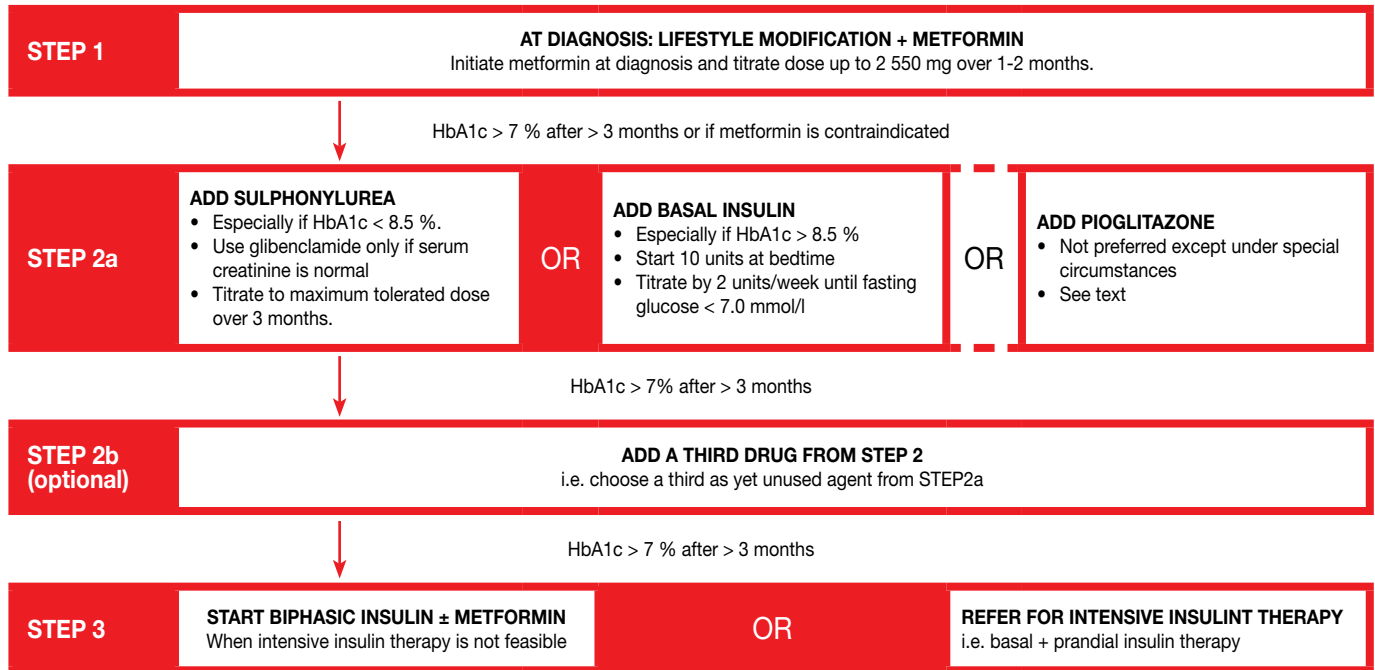 STEP 1
AT DIAGNOSIS: LIFESTYLE MODIFICATION + METFORMIN
Initiate metformin at diagnosis and titrate dose up to 2 550 mg over 1-2 months.
HbA1c > 7 % after > 3 months or if metformin is contraindicated
STEP 2a
ADD SULPHONYLUREA
• Especially if HbA1c < 8.5 %.
• Use glibenclamide only if serum
creatinine is normal
• Titrate to maximum tolerated dose
over 3 months.
OR
ADD BASAL INSULIN
• Especially if HbA1c > 8.5 %
• Start 10 units at bedtime
• Titrate by 2 units/week until fasting
glucose < 7.0 mmol/l
OR
ADD PIOGLITAZONE
• Not preferred except under special
circumstances
• See text
HbA1c > 7% after > 3 months
STEP 2b
(optional)
ADD A THIRD DRUG FROM STEP 2
i.e. choose a third as yet unused agent from STEP2a
HbA1c > 7 % after > 3 months
STEP 3
START BIPHASIC INSULIN ± METFORMIN
When intensive insulin therapy is not feasible
OR
REFER FOR INTENSIVE INSULINT THERAPY
i.e. basal + prandial insulin therapy